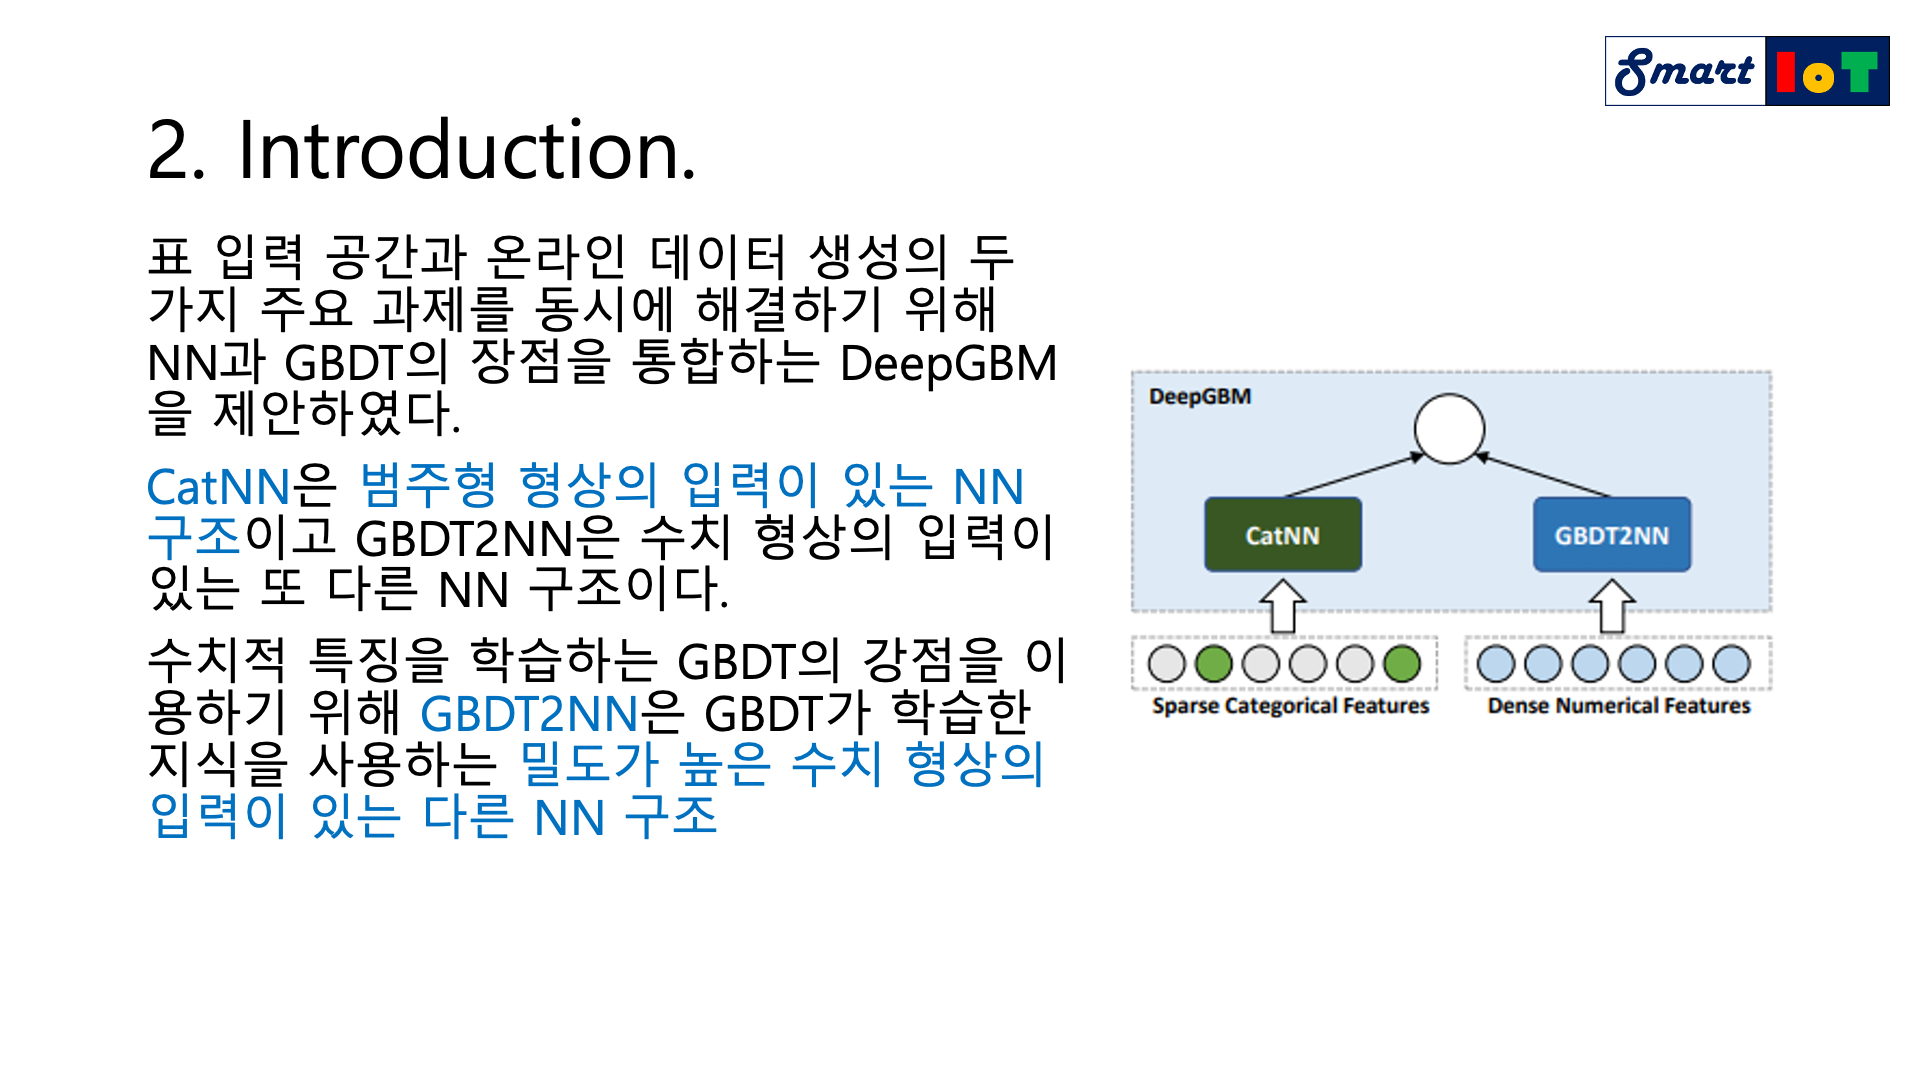 Smart IoT
2. Introduction.
표 입력 공간과 온라인 데이터 생성의 두
가지 주요 과제를 동시에 해결하기 위해
NN과 GBDT의 장점을 통합하는 DeepGBM
을 제안하였다.
CatNN은 범주형 형상의 입력이 있는 NN
구조이고 GBDT2NN은 수치 형상의 입력이
있는 또 다른 NN 구조이다.
수치적 특징을 학습하는 GBDT의 강점을 이
용하기 위해 GBDT2NN은 GBDT가 학습한
지식을 사용하는 밀도가 높은 수치 형상의
입력이 있는 다른 NN 구조
DeepGBM
CatNN
GBDT2NN
Sparse Categorical Features
Dense Numerical Features